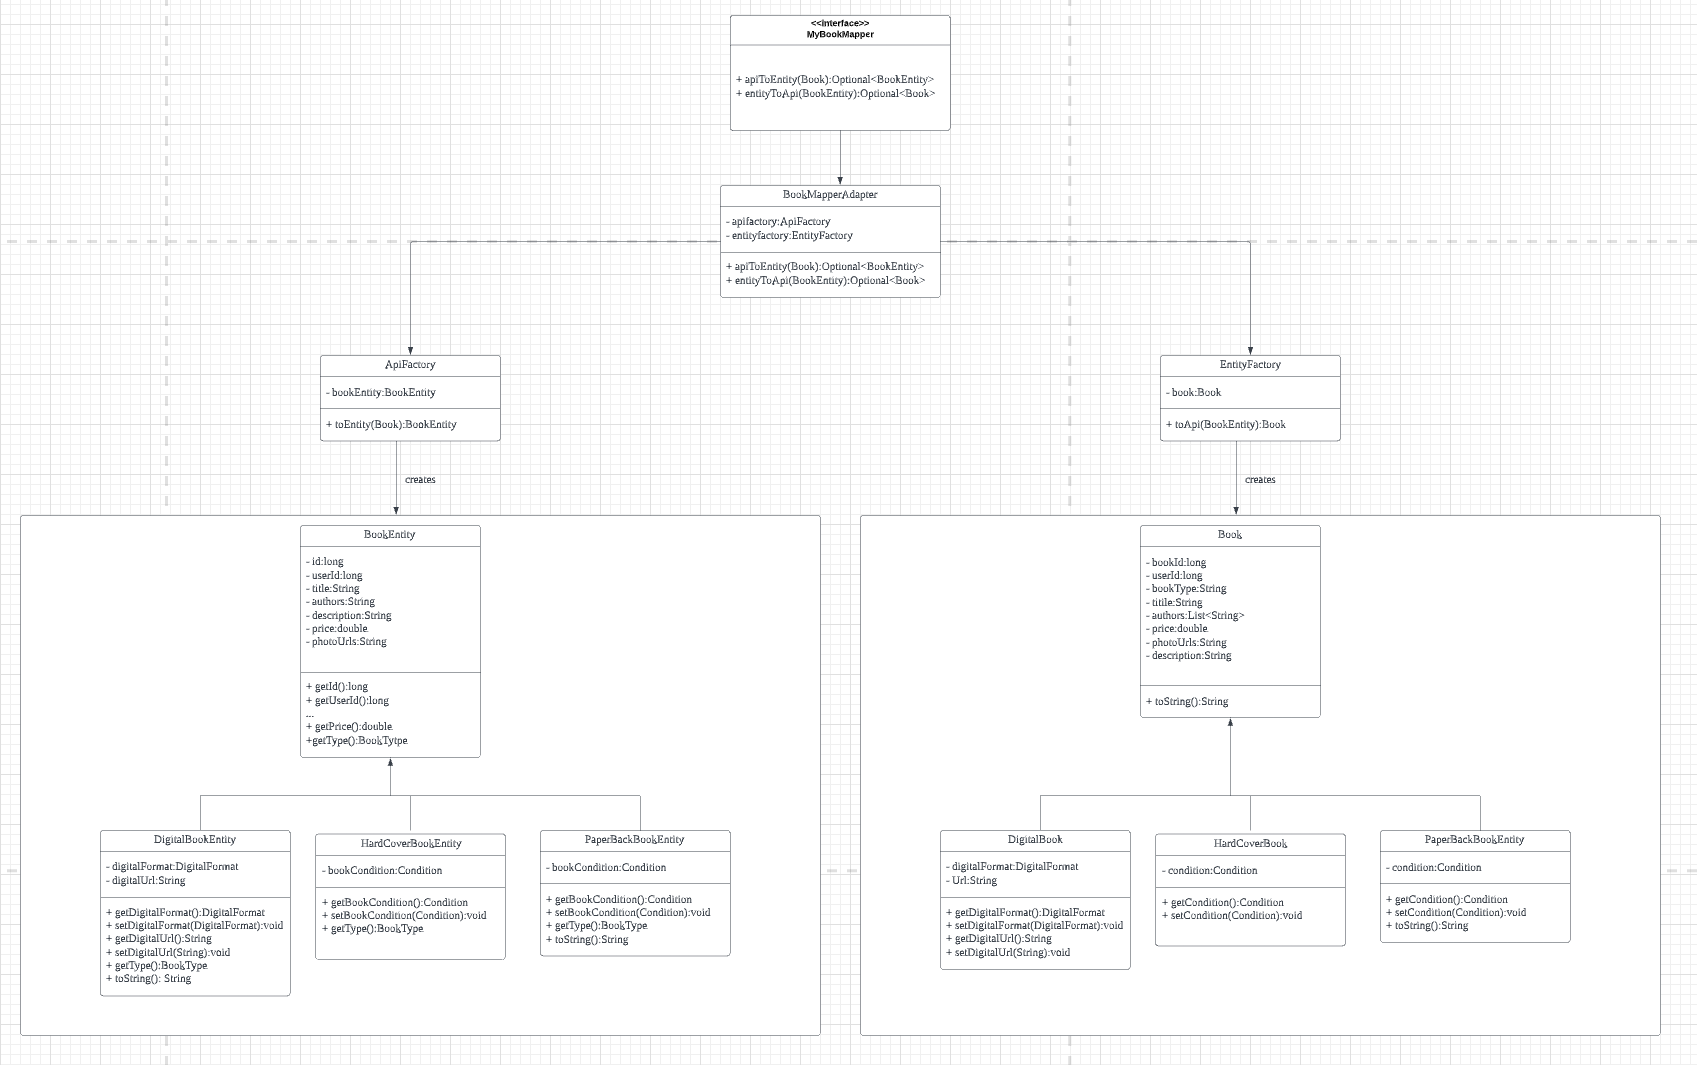 <<interface>>
MyBookMapper
+ apiToEntity(Book):Optional<BookEntity>
+ entityToApi(BookEntity):Optional<Book>
BookMapperAdapter
- apifactory:ApiFactory
- entityfactory:EntityFactory
+ apiToEntity(Book):Optional<BookEntity>
+ entityToApi(BookEntity):Optional<Book>
ApiFactory
- bookEntity:BookEntity
+ toEntity(Book):BookEntity
creates
EntityFactory
- book:Book
+ toApi(BookEntity):Book
creates
BookEntity
- id:long
- userId:long
- title:String
- authors:String
- description:String
- price:double
- photoUrls:String
+ getId():long
+ getUserId():long
...
+ getPrice():double
+getType():BookTytpe
DigitalBookEntity
- digitalFormat:DigitalFormat
- digitalUrl:String
+ getDigitalFormat():DigitalFormat
+ setDigitalFormat(DigitalFormat):void
+ getDigitalUrl():String
+ setDigitalUrl(String):void
+ getType():BookType
+ toString(): String
HardCoverBookEntity
- bookCondition:Condition
+ getBookCondition():Condition
+ setBookCondition(Condition):void
+ getType():BookType
PaperBackBookEntity
- bookCondition:Condition
+ getBookCondition():Condition
+ setBookCondition(Condition):void
+ getType():BookType
+ toString():String
Book
- bookId:long
- userId:long
- bookType:String
- titile:String
- authors:List<String>
- price:double
- photoUrls:String
- description:String
+ toString():String
DigitalBook
- digitalFormat:DigitalFormat
- Url:String
+ getDigitalFormat():DigitalFormat
+ setDigitalFormat(DigitalFormat):void
+ getDigitalUrl():String
+ setDigitalUrl(String):void
HardCoverBook
- condition:Condition
+ getCondition():Condition
+ setCondition(Condition):void
PaperBackBookEntity
- condition:Condition
+ getCondition():Condition
+ setCondition(Condition):void
+ toString():String